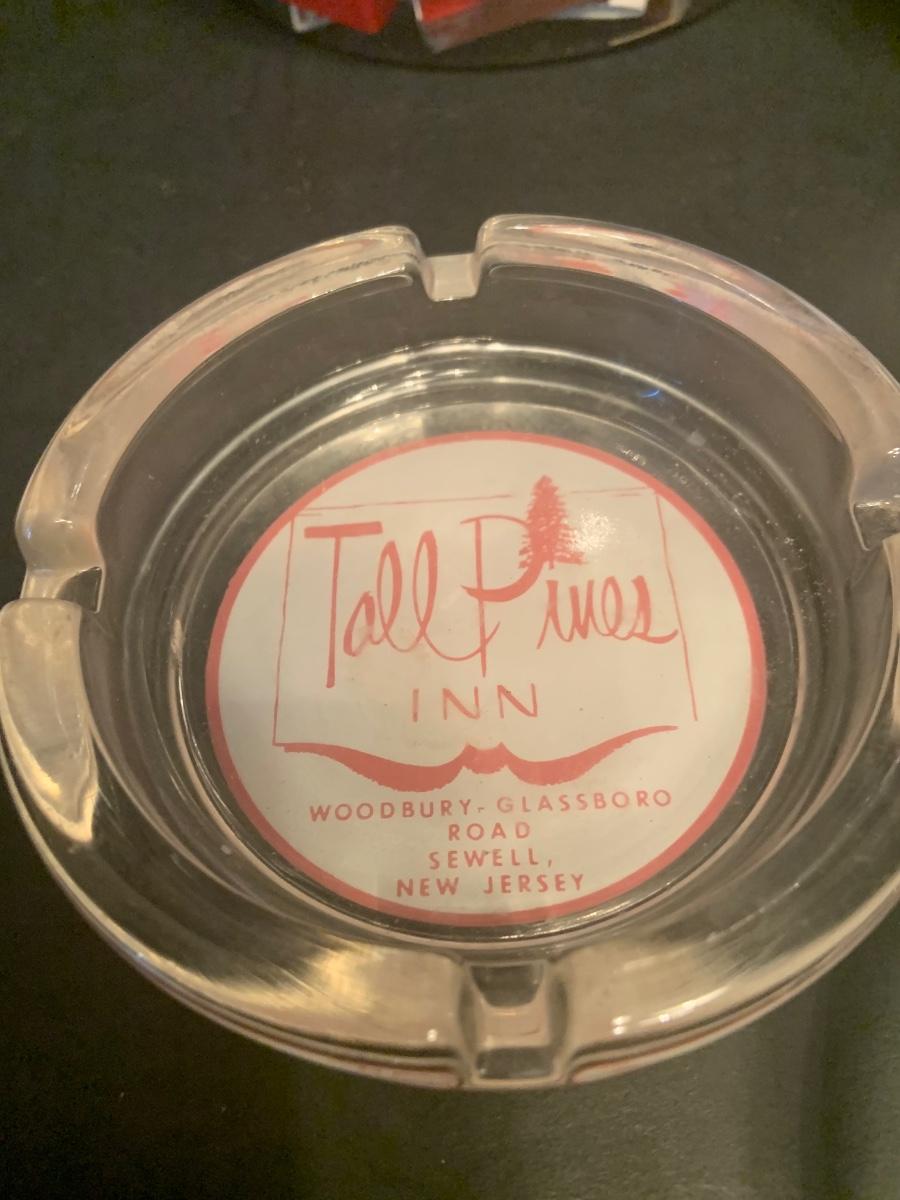 Tall Pines
INN
WOODBURY-GLASSBORO
ROAD
SEWELL,
NEW JERSEY